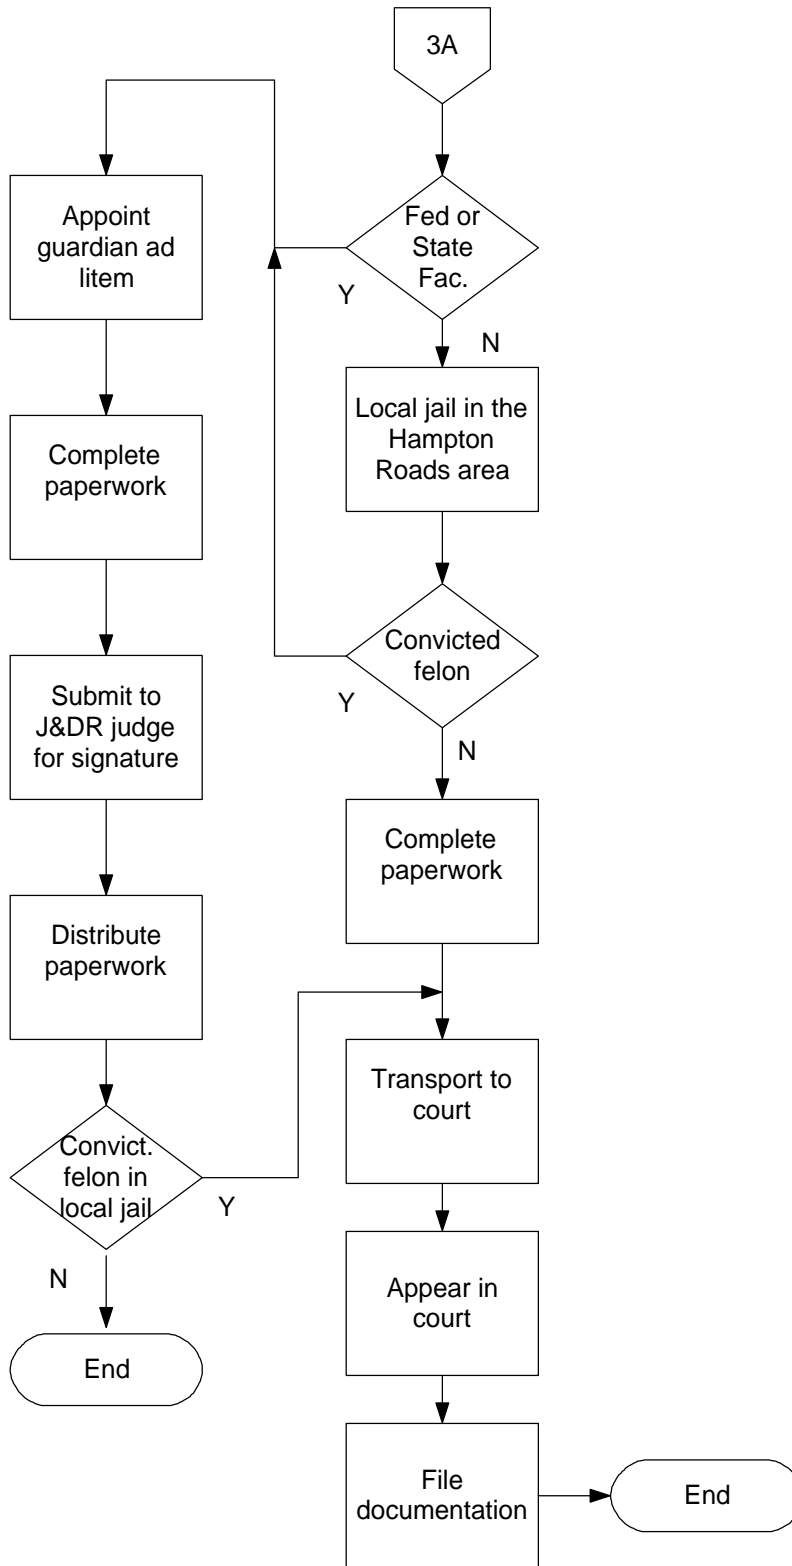 3A
Fed or
State
Fac.
Y
N
Appoint
guardian ad
litem
Local jail in the
Hampton
Roads area
Complete
paperwork
Convicted
felon
Y
N
Submit to
J&DR judge
for signature
Complete
paperwork
Distribute
paperwork
Transport to
court
Convict.
felon in
local jail
Y
N
Appear in
court
End
File
documentation
End